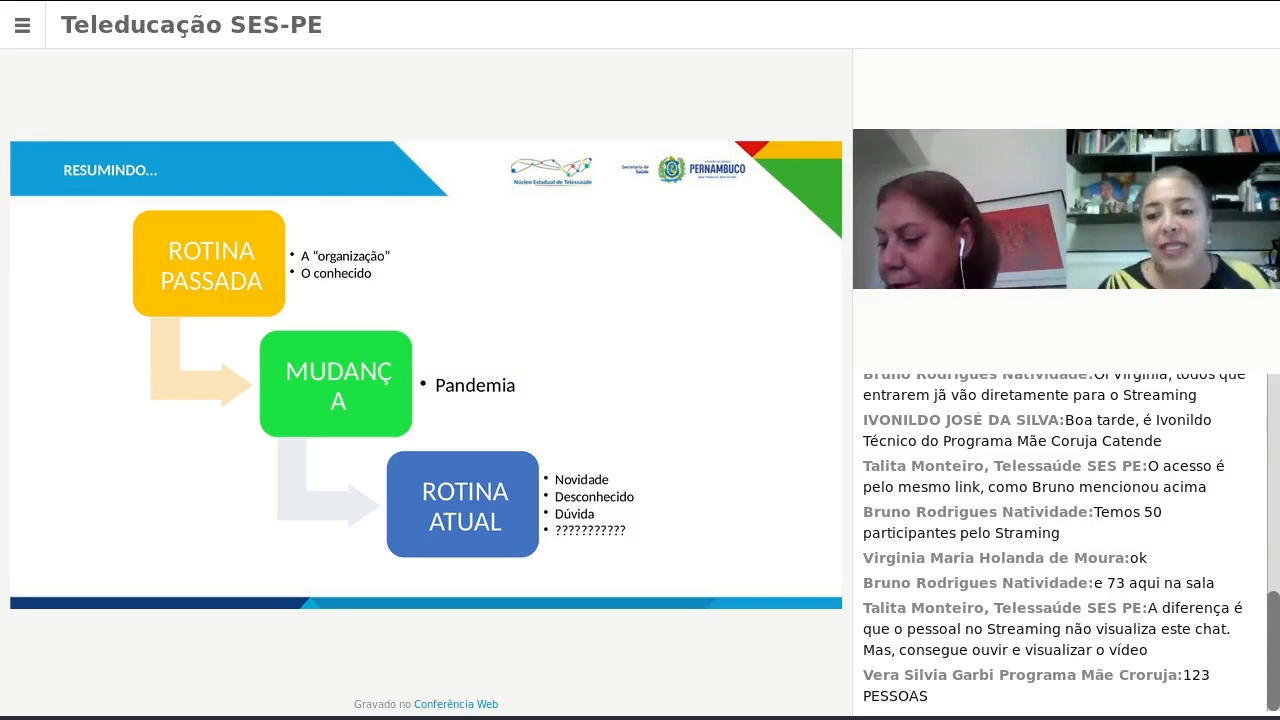 Teleducação SES-PE
RESUMINDO...
Núcleo Estadual de Telessaúde
Secretaria de
Saúde
PERNAMBUCO
ROTINA
PASSADA
• A “organização”
• O conhecido
MUDANÇ
A
• Pandemia
ROTINA
ATUAL
• Novidade
• Desconhecido
• Dúvida
• ???????????
Gravado no Conferência Web
Bruno Rodrigues Natividade:Oi Virginia, todos que
entrarem jã vão diretamente para o Streaming
IVONILDO JOSÉ DA SILVA:Boa tarde, é Ivonildo
Técnico do Programa Mãe Coruja Catende
Talita Monteiro, Telessaúde SES PE:O acesso é
pelo mesmo link, como Bruno mencionou acima
Bruno Rodrigues Natividade:Temos 50
participantes pelo Straming
Virginia Maria Holanda de Moura:ok
Bruno Rodrigues Natividade:e 73 aqui na sala
Talita Monteiro, Telessaúde SES PE:A diferença é
que o pessoal no Streaming não visualiza este chat.
Mas, consegue ouvir e visualizar o vídeo
Vera Silvia Garbi Programa Mãe Croruja:123
PESSOAS